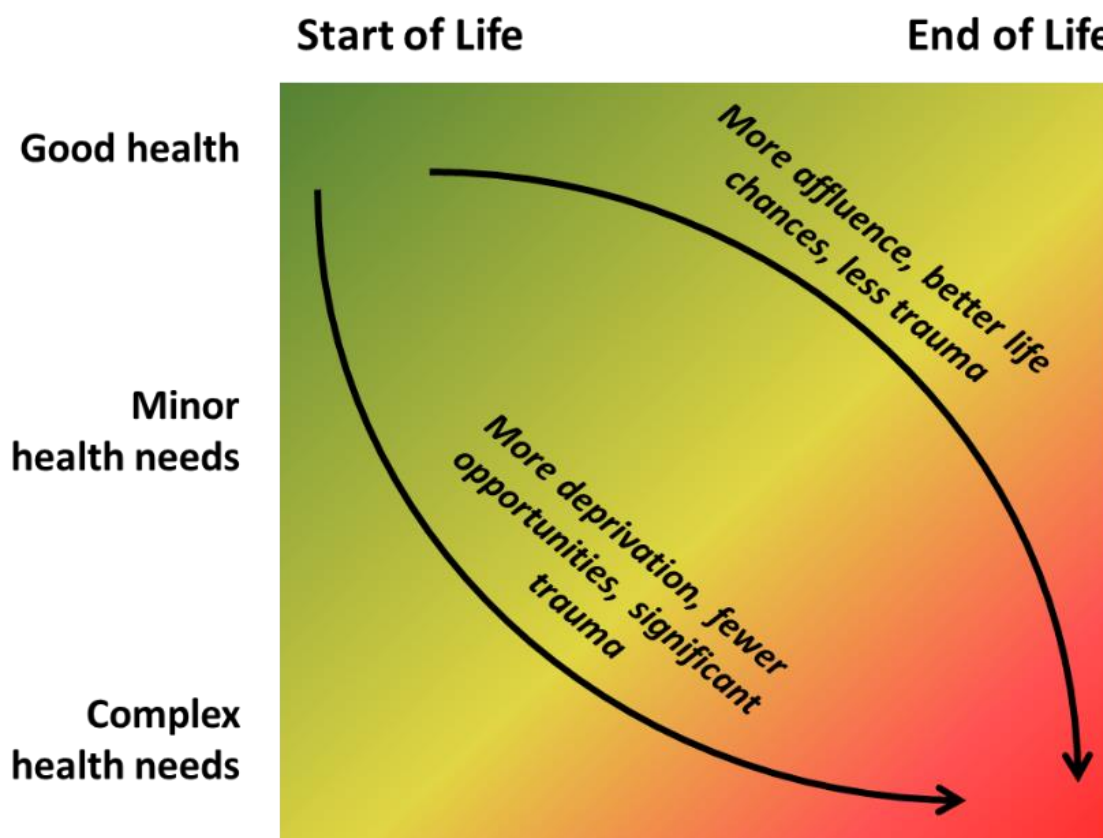 Start of Life
End of Life
Good health
Minor
health needs
Complex
health needs
More affluence, better life
chances, less trauma
More deprivation, fewer
opportunities, significant
trauma